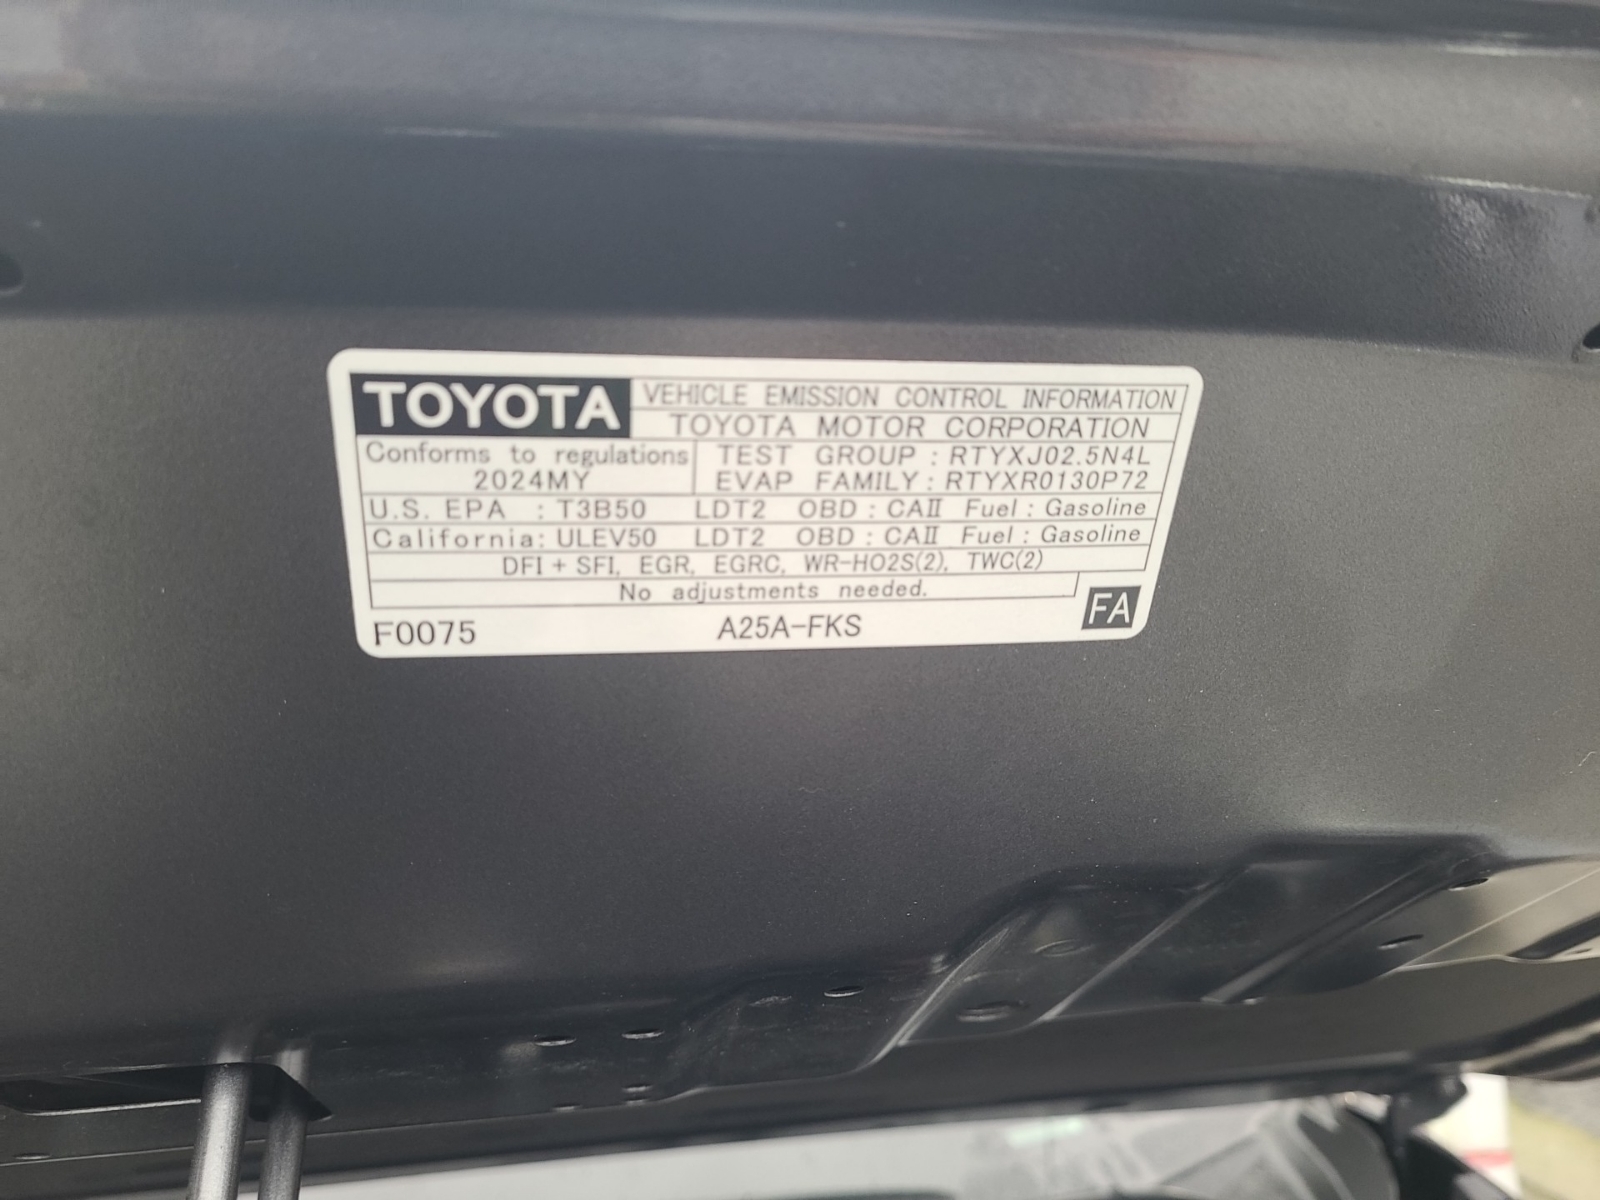 TOYOTA
VEHICLE EMISSION CONTROL INFORMATION
TOYOTA MOTOR CORPORATION
Conforms to regulations
2024MY
TEST GROUP : RTYXJ02.5N4L
EVAP FAMILY : RTYXR0130P72
U.S. EPA : T3B50 LDT2 OBD : CAⅡ Fuel : Gasoline
California: ULEV50 LDT2 OBD : CAⅡ Fuel : Gasoline
DFI + SFI, EGR, EGRC, WR-HO2S(2), TWC(2)
No adjustments needed.
FA
F0075 A25A-FKS